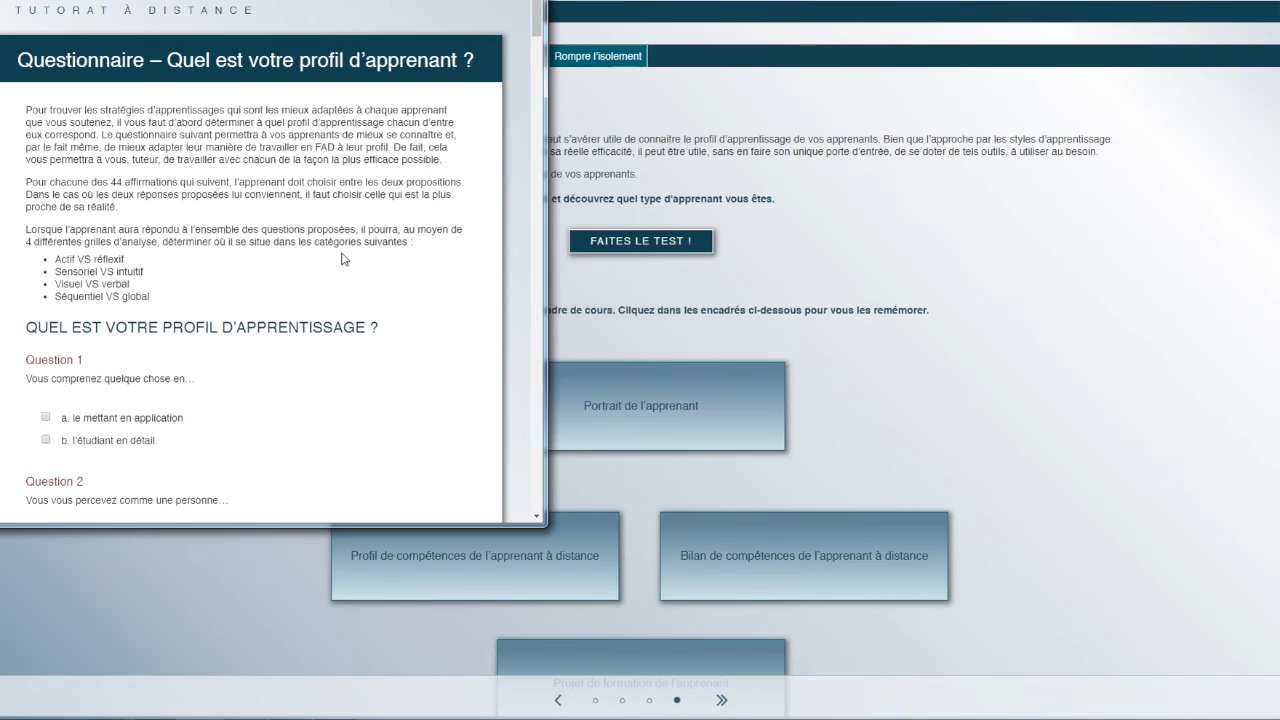 TUTORAT À DISTANCE
Questionnaire – Quel est votre profil d'apprenant ?
Pour trouver les stratégies d'apprentissages qui sont les mieux adaptées à chaque apprenant
que vous soutenez, il vous faut d'abord déterminer à quel profil d'apprentissage chacun d'entre
eux correspond. Le questionnaire suivant permettra à vos apprenants de mieux se connaître et,
par le fait même, de mieux adapter leur manière de travailler en FAD à leur profil. De fait, cela
vous permettra à vous, tuteur, de travailler avec chacun de la façon la plus efficace possible.
Pour chacune des 44 affirmations qui suivent, l'apprenant doit choisir entre les deux propositions.
Dans le cas où les deux réponses proposées lui conviennent, il faut choisir celle qui est la plus
proche de sa réalité.
Lorsque l'apprenant aura répondu à l'ensemble des questions proposées, il pourra, au moyen de
4 différentes grilles d'analyse, déterminer où il se situe dans les catégories suivantes :
• Actif VS réflexif
• Sensoriel VS intuitif
• Visuel VS verbal
• Séquentiel VS global
QUEL EST VOTRE PROFIL D'APPRENTISSAGE ?
Question 1
Vous comprenez quelque chose en…
a. le mettant en application
b. l'étudiant en détail.
Question 2
Vous vous percevez comme une personne…
Rompre l'isolement
eut s'avérer utile de connaitre le profil d'apprentissage de vos apprenants. Bien que l'approche par les styles d'apprentissage
sa réelle efficacité, il peut être utile, sans en faire son unique porte d'entrée, de se doter de tels outils, à utiliser au besoin.
de vos apprenants.
et découvrez quel type d'apprenant vous êtes.
FAITES LE TEST !
adre de cours. Cliquez dans les encadrés ci-dessous pour vous les remémorer.
Portrait de l'apprenant
Profil de compétences de l'apprenant à distance
Bilan de compétences de l'apprenant à distance
Projet de formation de l'apprenant